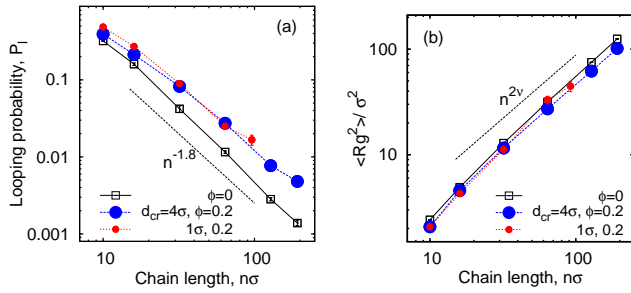 (a)
Looping probability, P_l
0.1
0.01
0.001
n^-1.8
ϕ=0
d_cr=4σ, ϕ=0.2
1σ, 0.2
10
100
Chain length, nσ
(b)
<Rg^2>/ σ^2
100
10
n^2ν
ϕ=0
d_cr=4σ, ϕ=0.2
1σ, 0.2
10
100
Chain length, nσ